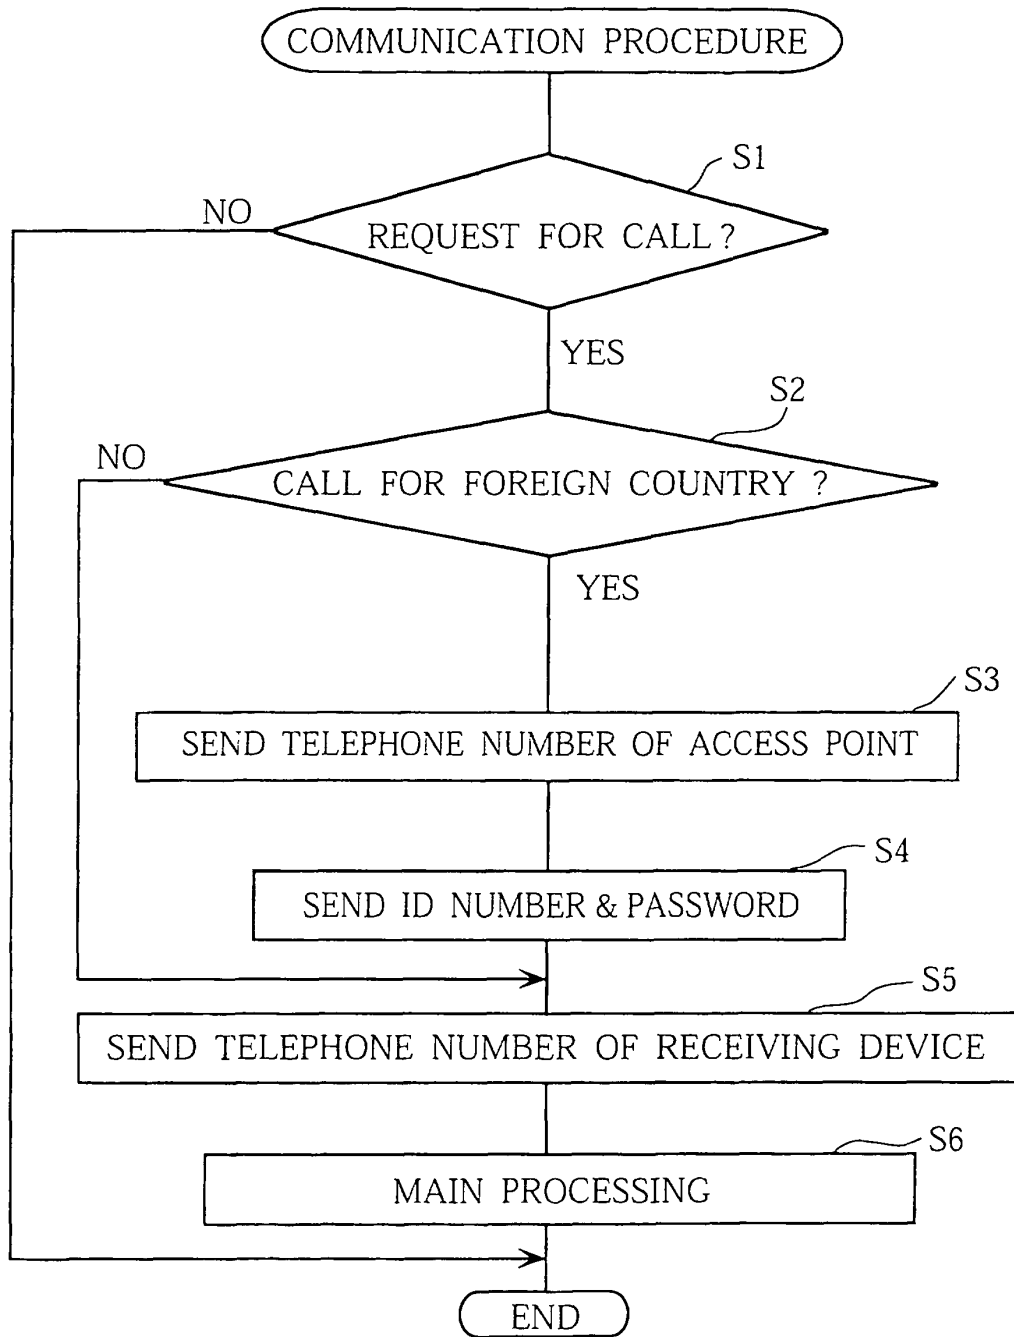 COMMUNICATION PROCEDURE
S1
NO
REQUEST FOR CALL?
YES
S2
NO
CALL FOR FOREIGN COUNTRY ?
YES
S3
SEND TELEPHONE NUMBER OF ACCESS POINT
S4
SEND ID NUMBER & PASSWORD
S5
SEND TELEPHONE NUMBER OF RECEIVING DEVICE
S6
MAIN PROCESSING
END